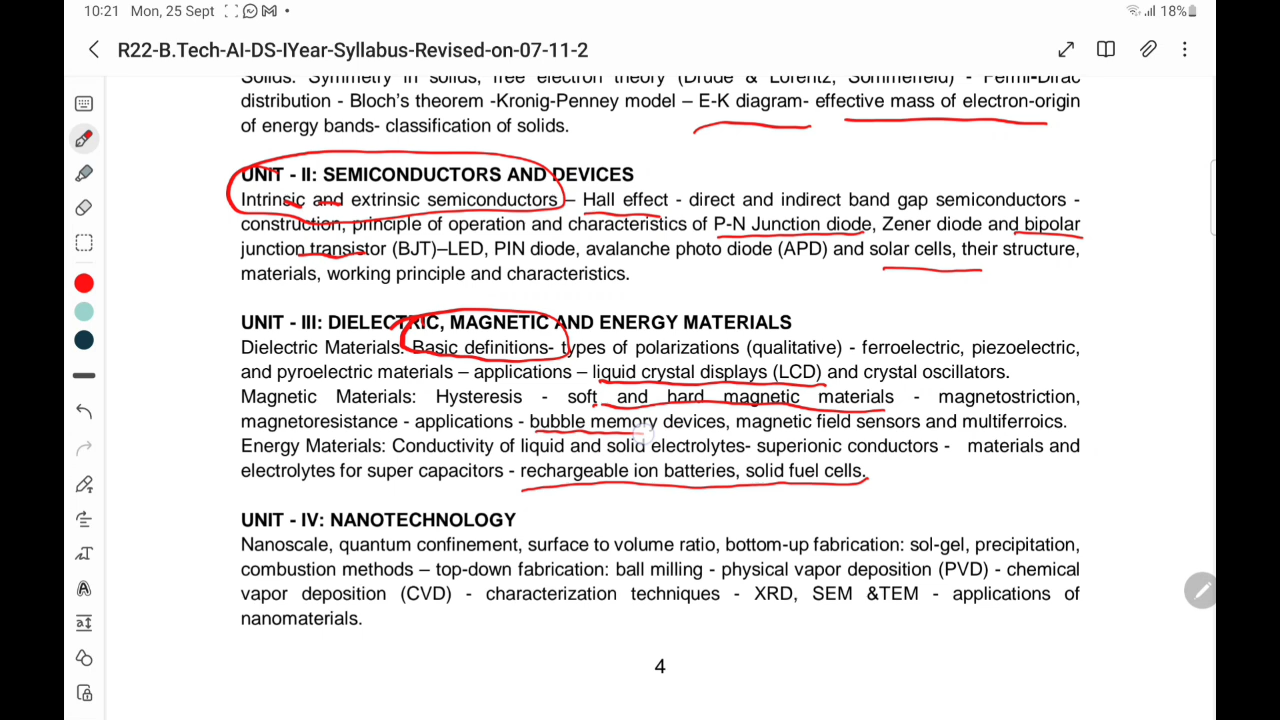 10:21 Mon, 25 Sept
18%
R22-B.Tech-AI-DS-IYear-Syllabus-Revised-on-07-11-2
Solids: Symmetry in solids, free electron theory (Drude & Lorentz, Sommerfeld) - Fermi-Dirac
distribution - Bloch's theorem -Kronig-Penney model – E-K diagram- effective mass of electron-origin
of energy bands- classification of solids.
UNIT - II: SEMICONDUCTORS AND DEVICES
Intrinsic and extrinsic semiconductors – Hall effect - direct and indirect band gap semiconductors -
construction, principle of operation and characteristics of P-N Junction diode, Zener diode and bipolar
junction transistor (BJT)–LED, PIN diode, avalanche photo diode (APD) and solar cells, their structure,
materials, working principle and characteristics.
UNIT - III: DIELECTRIC, MAGNETIC AND ENERGY MATERIALS
Dielectric Materials: Basic definitions- types of polarizations (qualitative) - ferroelectric, piezoelectric,
and pyroelectric materials – applications – liquid crystal displays (LCD) and crystal oscillators.
Magnetic Materials: Hysteresis - soft and hard magnetic materials - magnetostriction,
magnetoresistance - applications - bubble memory devices, magnetic field sensors and multiferroics.
Energy Materials: Conductivity of liquid and solid electrolytes- superionic conductors - materials and
electrolytes for super capacitors - rechargeable ion batteries, solid fuel cells.
UNIT - IV: NANOTECHNOLOGY
Nanoscale, quantum confinement, surface to volume ratio, bottom-up fabrication: sol-gel, precipitation,
combustion methods – top-down fabrication: ball milling - physical vapor deposition (PVD) - chemical
vapor deposition (CVD) - characterization techniques - XRD, SEM &TEM - applications of
nanomaterials.
4